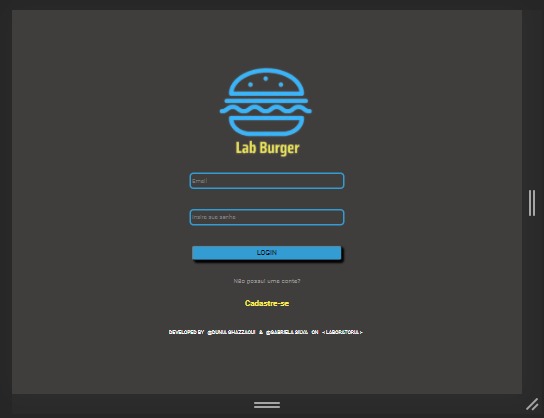 Lab Burger
Email
Insira sua senha
LOGIN
Não possui uma conta?
Cadastre-se
DEVELOPED BY @DUNIA GHAZZAOUI & @GABRIELA SILVA ON < LABORATORIA >